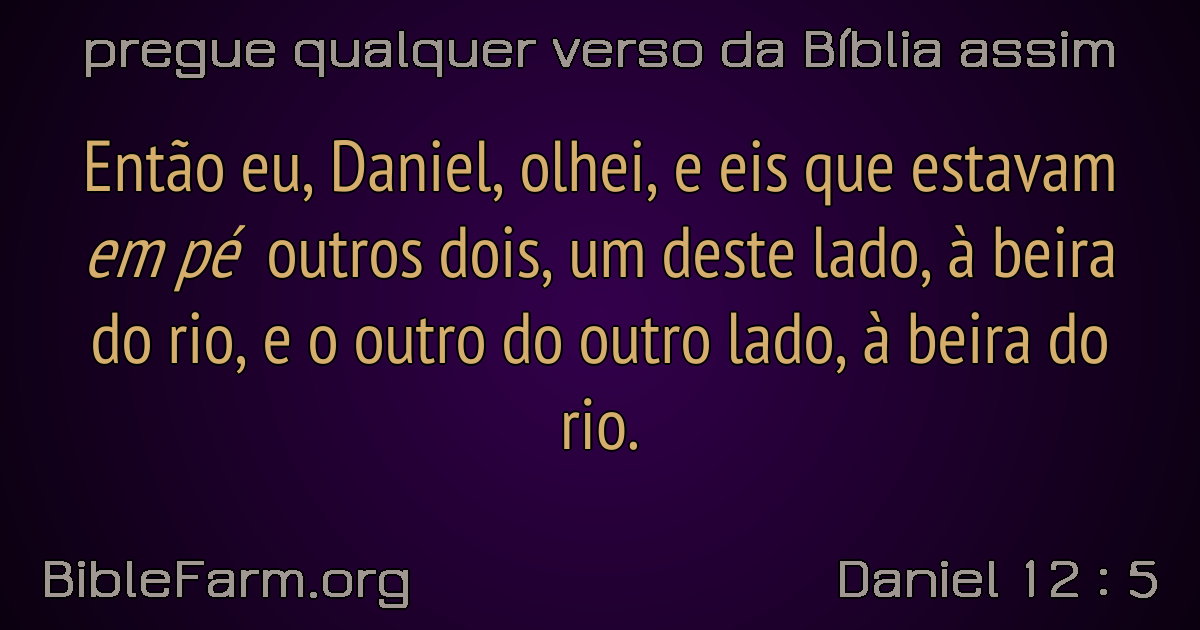 pregue qualquer verso da Bíblia assim
Então eu, Daniel, olhei, e eis que estavam
em pé outros dois, um deste lado, à beira
do rio, e o outro do outro lado, à beira do
rio.
BibleFarm.org
Daniel 12 : 5